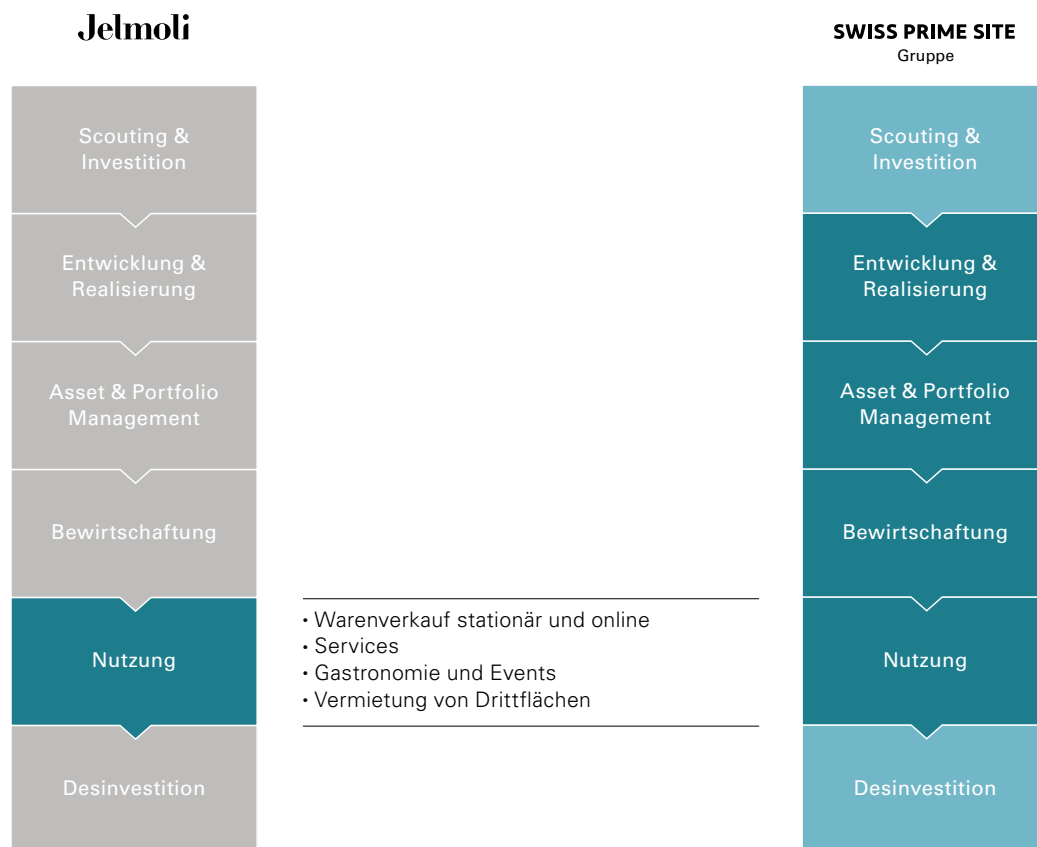 Jelmoli
Scouting &
Investition
Entwicklung &
Realisierung
Asset & Portfolio
Management
Bewirtschaftung
Nutzung
Desinvestition
• Warenverkauf stationär und online
• Services
• Gastronomie und Events
• Vermietung von Drittflächen
SWISS PRIME SITE
Gruppe
Scouting &
Investition
Entwicklung &
Realisierung
Asset & Portfolio
Management
Bewirtschaftung
Nutzung
Desinvestition